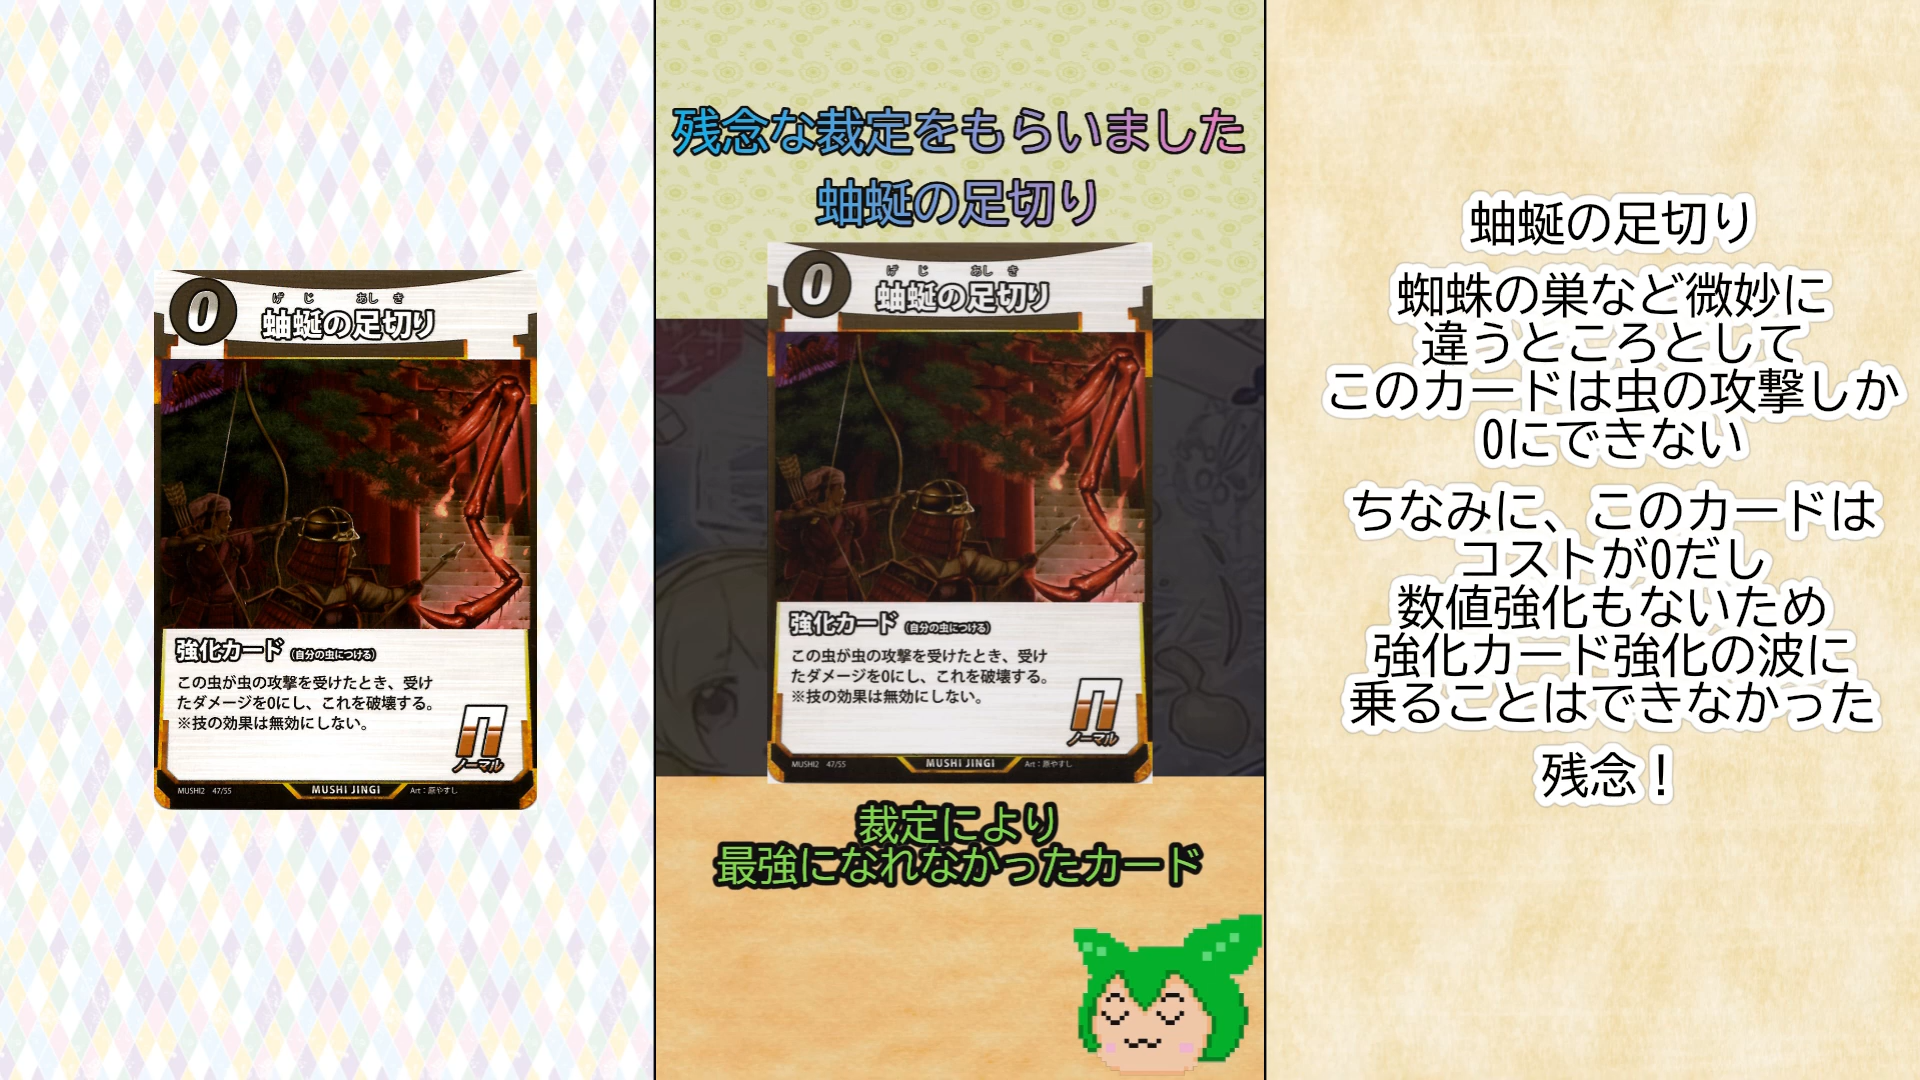 0
げじ あしき
蚰蜒の足切り
強化カード (自分の虫につける)
この虫が虫の攻撃を受けたとき、受け
たダメージを0にし、これを破壊する。
※技の効果は無効にしない。
ノーマル
MUSHI2 47/55
MUSHI JINGI
Art：原やすし
残念な裁定をもらいました
蚰蜒の足切り
0
げじ あしき
蚰蜒の足切り
強化カード (自分の虫につける)
この虫が虫の攻撃を受けたとき、受け
たダメージを0にし、これを破壊する。
※技の効果は無効にしない。
ノーマル
MUSHI2 47/55
MUSHI JINGI
Art：原やすし
裁定により
最強になれなかったカード
蚰蜒の足切り
蜘蛛の巣など微妙に
違うところとして
このカードは虫の攻撃しか
0にできない
ちなみに、このカードは
コストが0だし
数値強化もないため
強化カード強化の波に
乗ることはできなかった
残念！